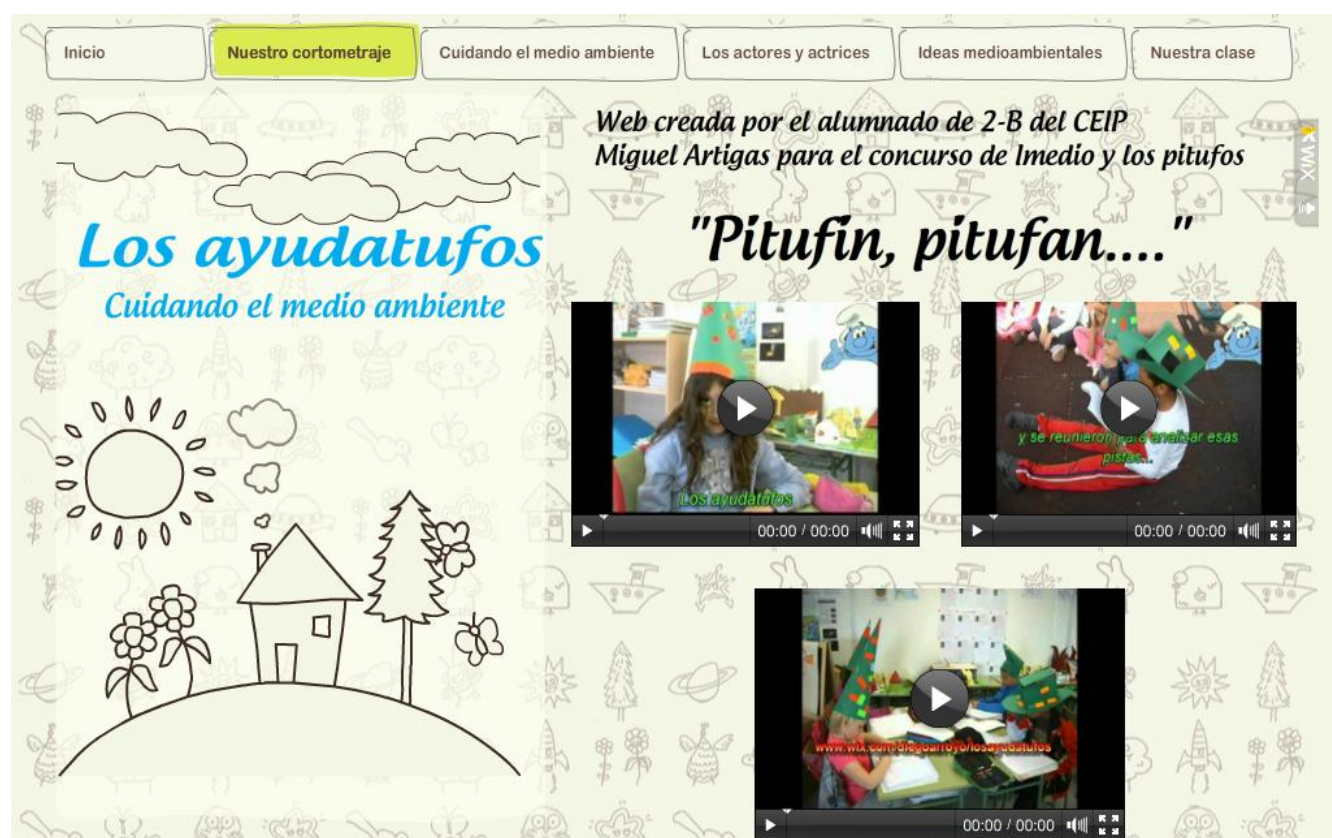 Inicio
Nuestro cortometraje
Cuidando el medio ambiente
Los actores y actrices
Ideas medioambientales
Nuestra clase
Web creada por el alumnado de 2-B del CEIP
Miguel Artigas para el concurso de Imedio y los pitufos
WiX
"Pitufin, pitufan...."
Los ayudatufos
Cuidando el medio ambiente
Los ayudatufos
00:00 / 00:00
y se reunieron para analisar esas
pistas...
00:00 / 00:00
www.wix.com/diegoarroyo/losayudatufos
00:00 / 00:00